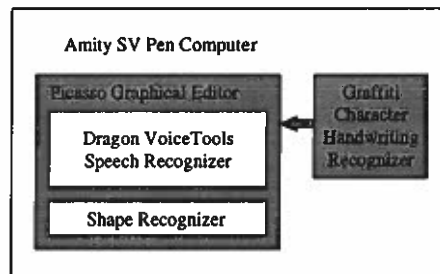 Amity SV Pen Computer
Picasso Graphical Editor
Dragon VoiceTools
Speech Recognizer
Shape Recognizer
Graffiti
Character
Handwriting
Recognizer